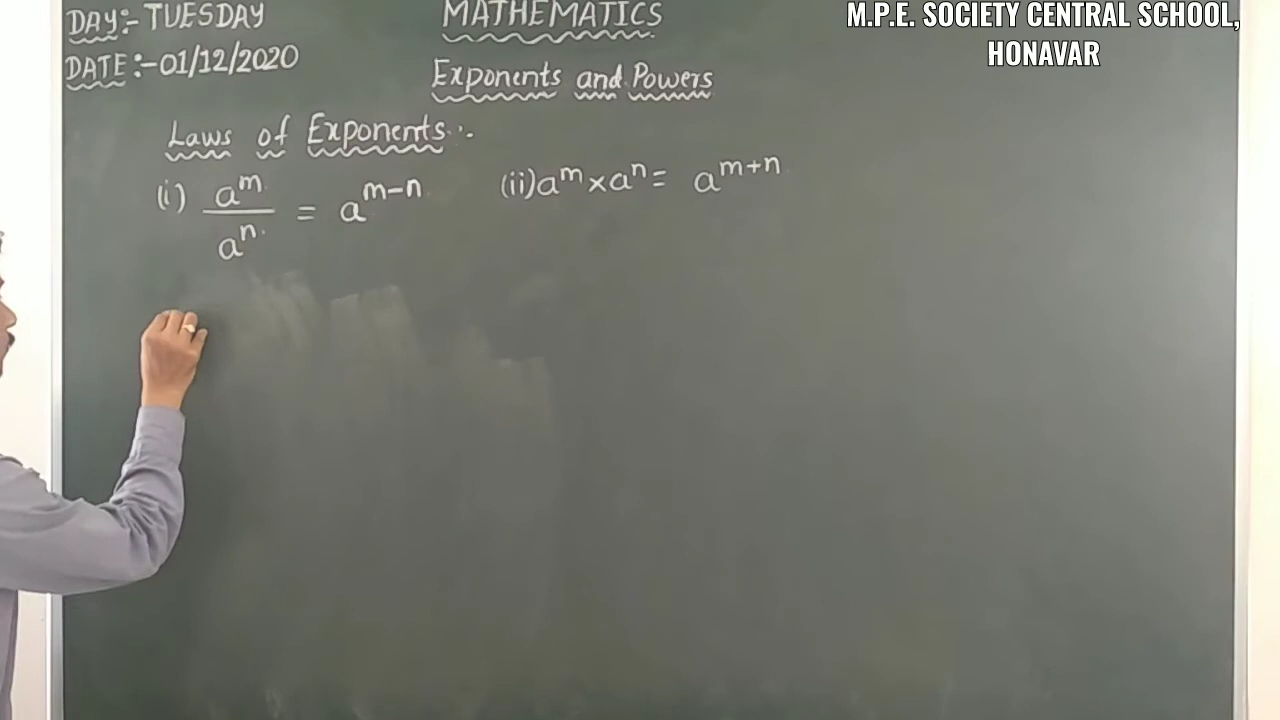 DAY:- TUESDAY
DATE:-01/12/2020
MATHEMATICS
Exponents and Powers
M.P.E. SOCIETY CENTRAL SCHOOL,
HONAVAR
Laws of Exponents:.
(i) a^m / a^n = a^(m-n)
(ii) a^m × a^n = a^(m+n)